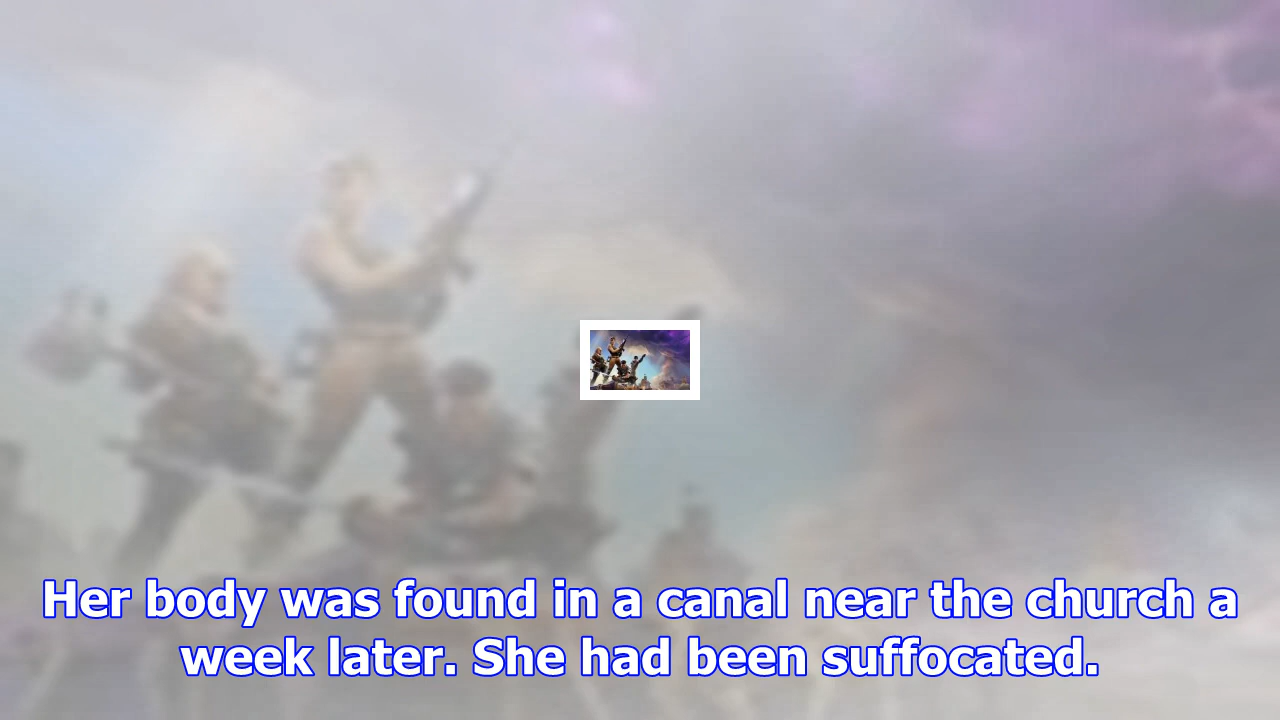 Her body was found in a canal near the church a
week later. She had been suffocated.